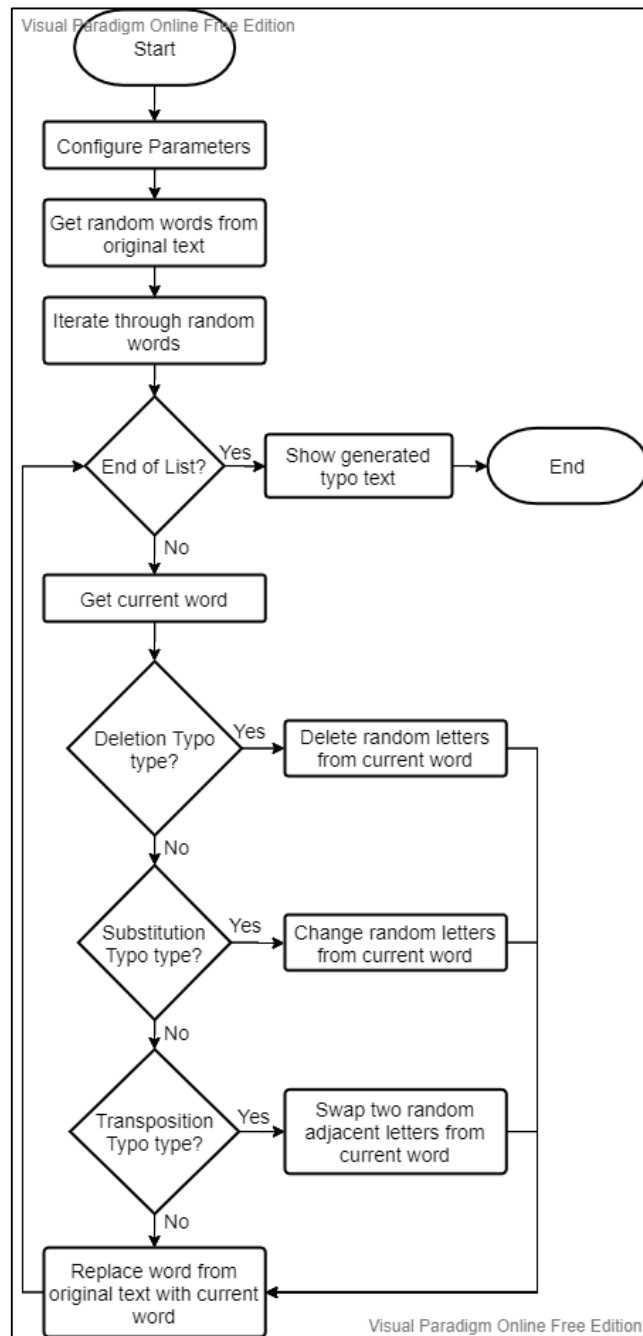 Visual Paradigm Online Free Edition
Start
Configure Parameters
Get random words from
original text
Iterate through random
words
End of List?
Yes
Show generated
typo text
End
No
Get current word
Deletion Typo
type?
Yes
Delete random letters
from current word
No
Substitution
Typo type?
Yes
Change random letters
from current word
No
Transposition
Typo type?
Yes
Swap two random
adjacent letters from
current word
No
Replace word from
original text with current
word
Visual Paradigm Online Free Edition